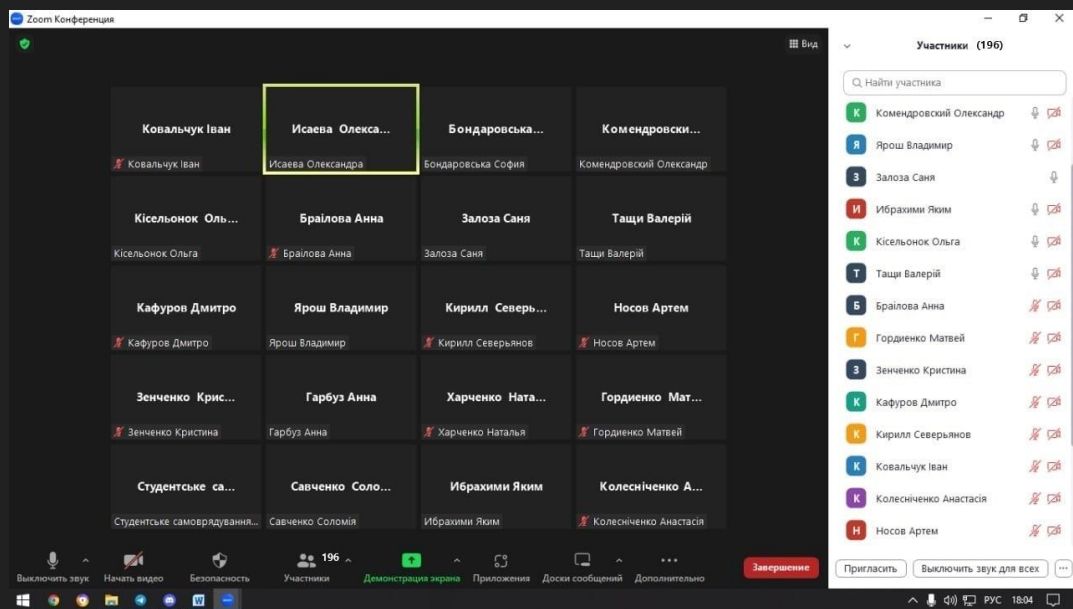 Zoom Конференция
Вид
Участники (196)
Найти участника
Ковальчук Іван
Исаева Олекса...
Бондаровська...
Комендровски...
Ковальчук Іван
Исаева Олександра
Бондаровська София
Комендровский Олександр
Кісельонок Оль...
Браілова Анна
Залоза Саня
Тащи Валерій
Кісельонок Ольга
Браілова Анна
Залоза Саня
Тащи Валерій
Кафуров Дмитро
Ярош Владимир
Кирилл Северь...
Носов Артем
Кафуров Дмитро
Ярош Владимир
Кирилл Северьянов
Носов Артем
Зенченко Крис...
Гарбуз Анна
Харченко Ната...
Гордиенко Мат...
Зенченко Кристина
Гарбуз Анна
Харченко Наталья
Гордиенко Матвей
Студентське са...
Савченко Соло...
Ибрахими Яким
Колесніченко А...
Студентське самоврядування...
Савченко Соломія
Ибрахими Яким
Колесніченко Анастасія
К Комендровский Олександр
Я Ярош Владимир
З Залоза Саня
И Ибрахими Яким
К Кісельонок Ольга
Т Тащи Валерій
Б Браілова Анна
Г Гордиенко Матвей
З Зенченко Кристина
К Кафуров Дмитро
К Кирилл Северьянов
К Ковальчук Іван
К Колесніченко Анастасія
Н Носов Артем
Выключить звук
Начать видео
Безопасность
196
Участники
Демонстрация экрана
Приложения
Доски сообщений
Дополнительно
Завершение
Пригласить
Выключить звук для всех
W
РУС
18:04